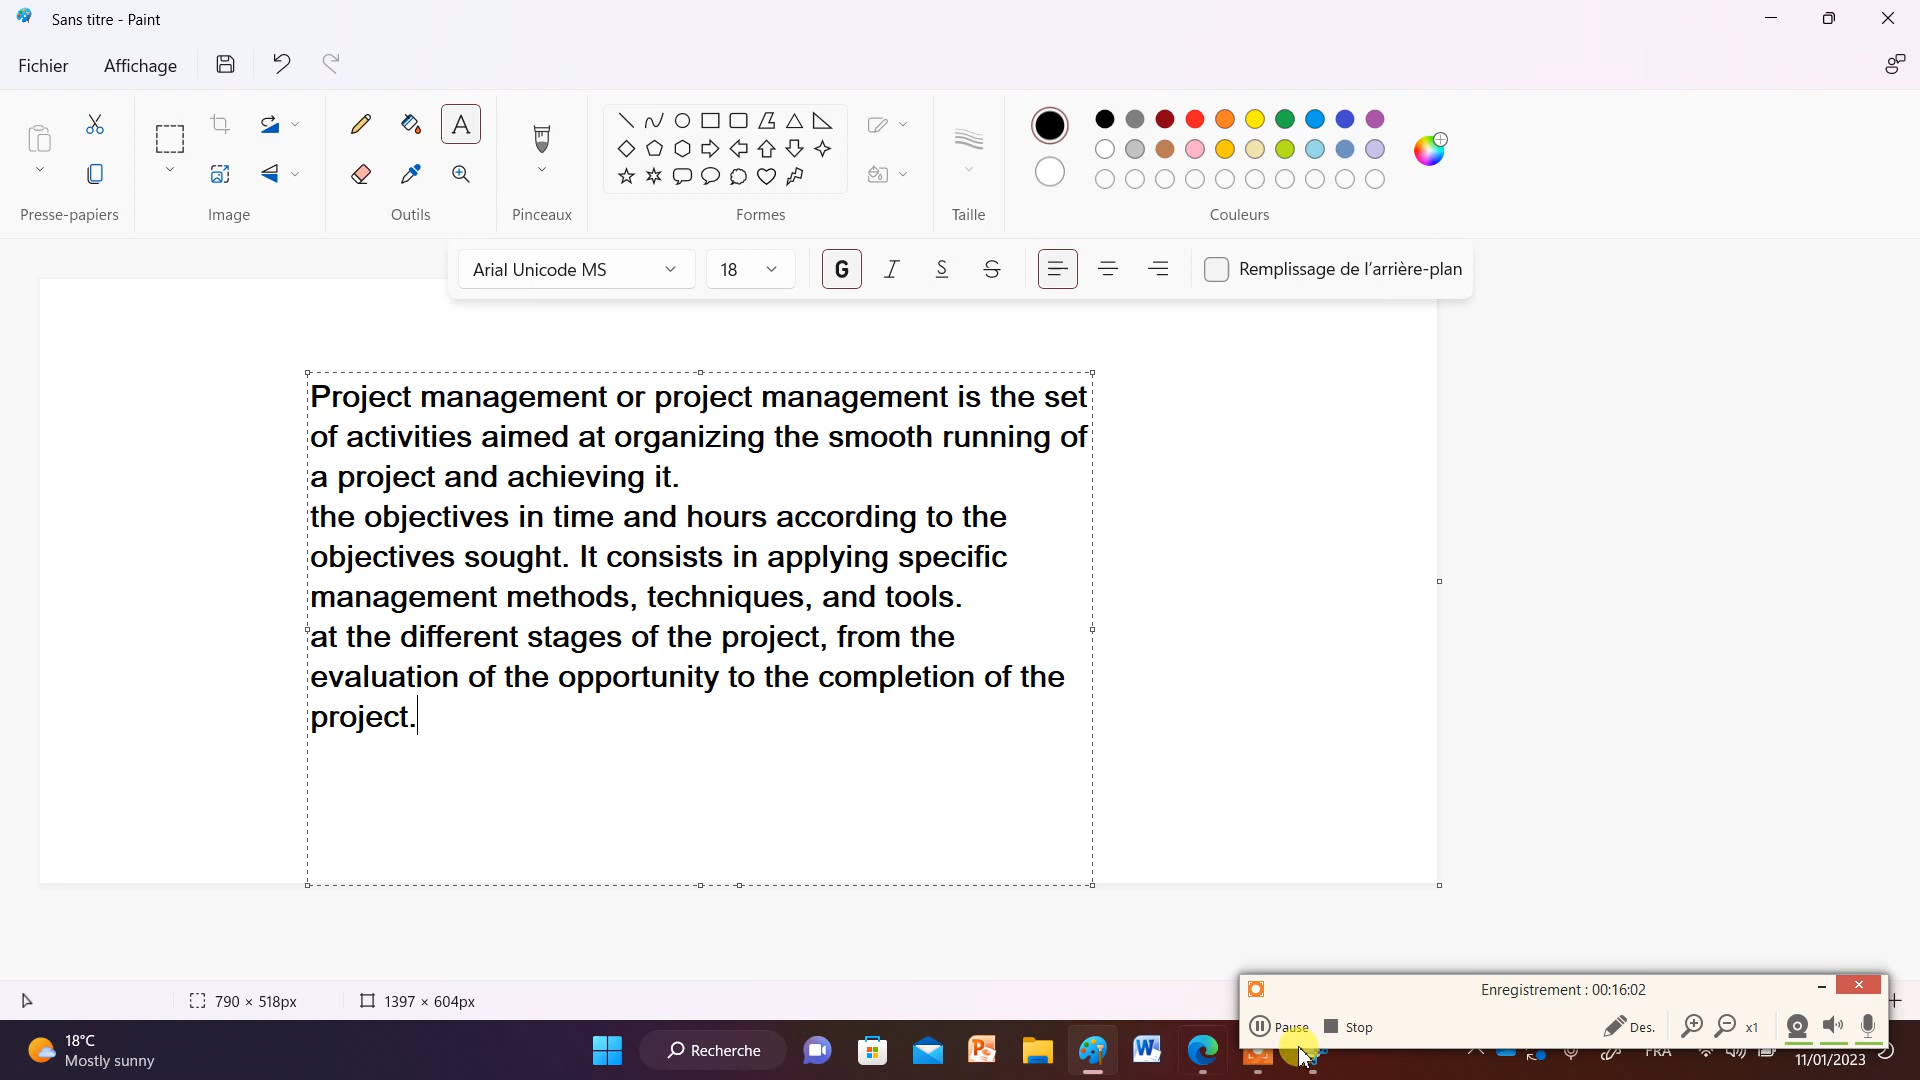 Sans titre - Paint
Fichier Affichage
Presse-papiers Image Outils Pinceaux Formes Taille Couleurs
Arial Unicode MS 18 G I S Remplissage de l'arrière-plan
Project management or project management is the set
of activities aimed at organizing the smooth running of
a project and achieving it.
the objectives in time and hours according to the
objectives sought. It consists in applying specific
management methods, techniques, and tools.
at the different stages of the project, from the
evaluation of the opportunity to the completion of the
project.
790 × 518px 1397 × 604px
Enregistrement : 00:16:02
Pause Stop Des. x1
18°C
Mostly sunny
Recherche
FRA
11/01/2023